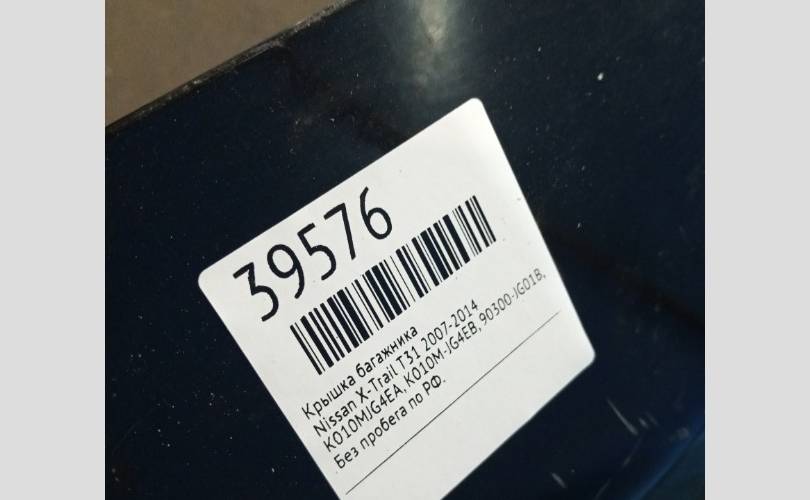 39576
Крышка багажника
Nissan X-Trail T31 2007-2014
K010MJG4EA, K010M-JG4EB, 90300-JG01B,
Без пробега по РФ.